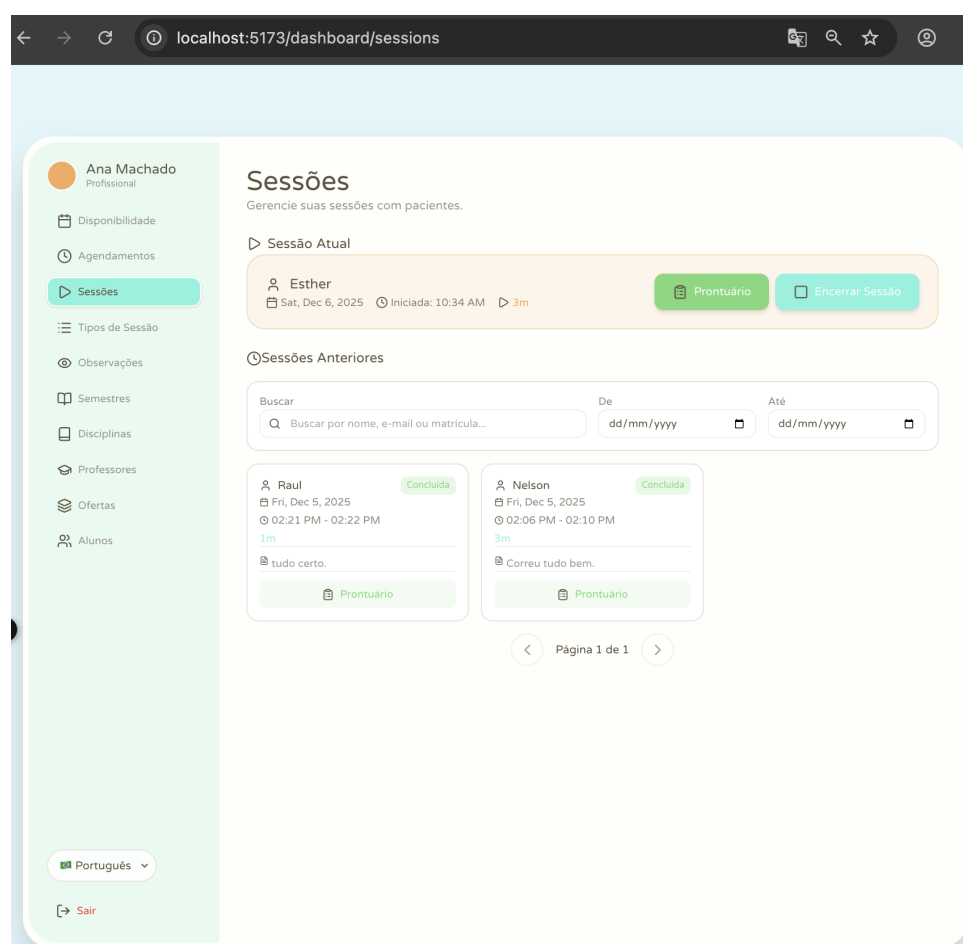 localhost:5173/dashboard/sessions
Ana Machado
Profissional
Disponibilidade
Agendamentos
Sessões
Tipos de Sessão
Observações
Semestres
Disciplinas
Professores
Ofertas
Alunos
Português
Sair
Sessões
Gerencie suas sessões com pacientes.
Sessão Atual
Esther
Sat, Dec 6, 2025 Iniciada: 10:34 AM 3m
Prontuário Encerrar Sessão
Sessões Anteriores
Buscar De Até
Buscar por nome, e-mail ou matrícula... dd/mm/yyyy dd/mm/yyyy
Raul Concluída
Fri, Dec 5, 2025
02:21 PM - 02:22 PM
1m
tudo certo.
Prontuário
Nelson Concluída
Fri, Dec 5, 2025
02:06 PM - 02:10 PM
3m
Correu tudo bem.
Prontuário
Página 1 de 1